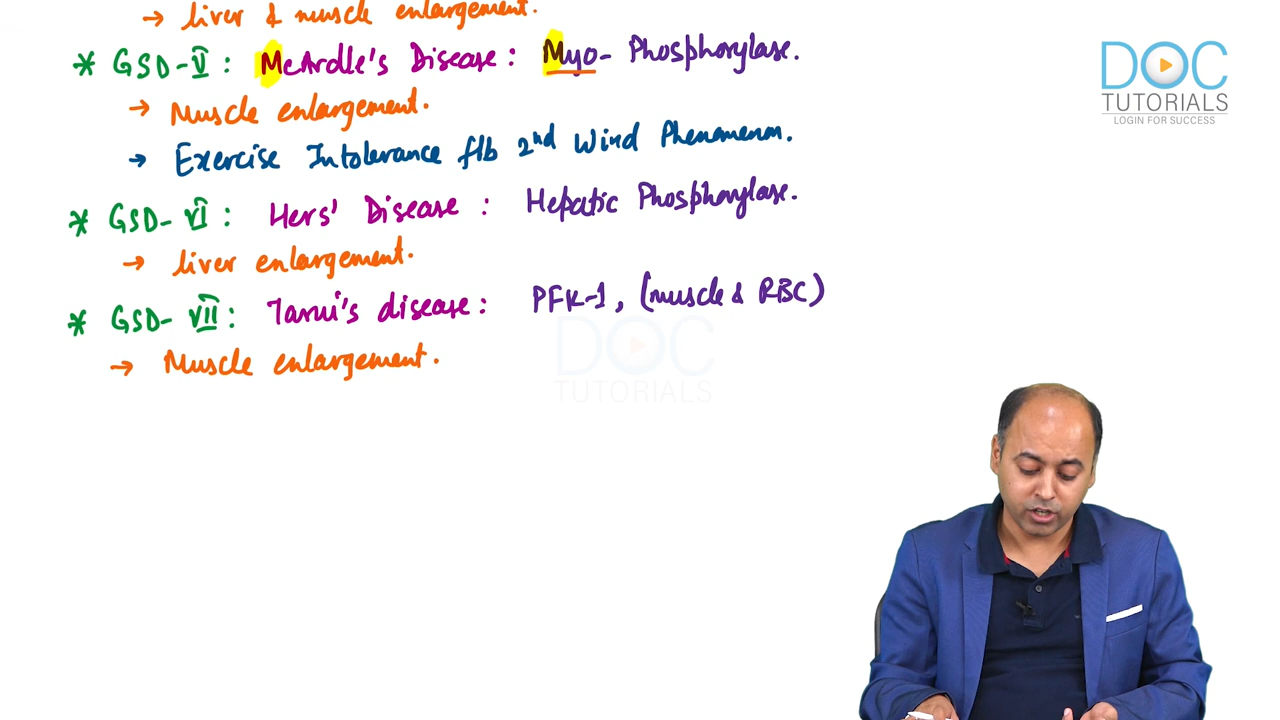 → liver & muscle enlargement.
* GSD-V : McArdle's Disease : Myo-Phosphorylase.
→ Muscle enlargement.
→ Exercise Intolerance f/b 2nd Wind Phenomenon.
* GSD-VI : Hers' Disease : Hepatic Phosphorylase.
→ liver enlargement.
* GSD-VII : Tarui's disease : PFK-1, (muscle & RBC)
→ Muscle enlargement.
DOC
TUTORIALS
LOGIN FOR SUCCESS
DOC
TUTORIALS